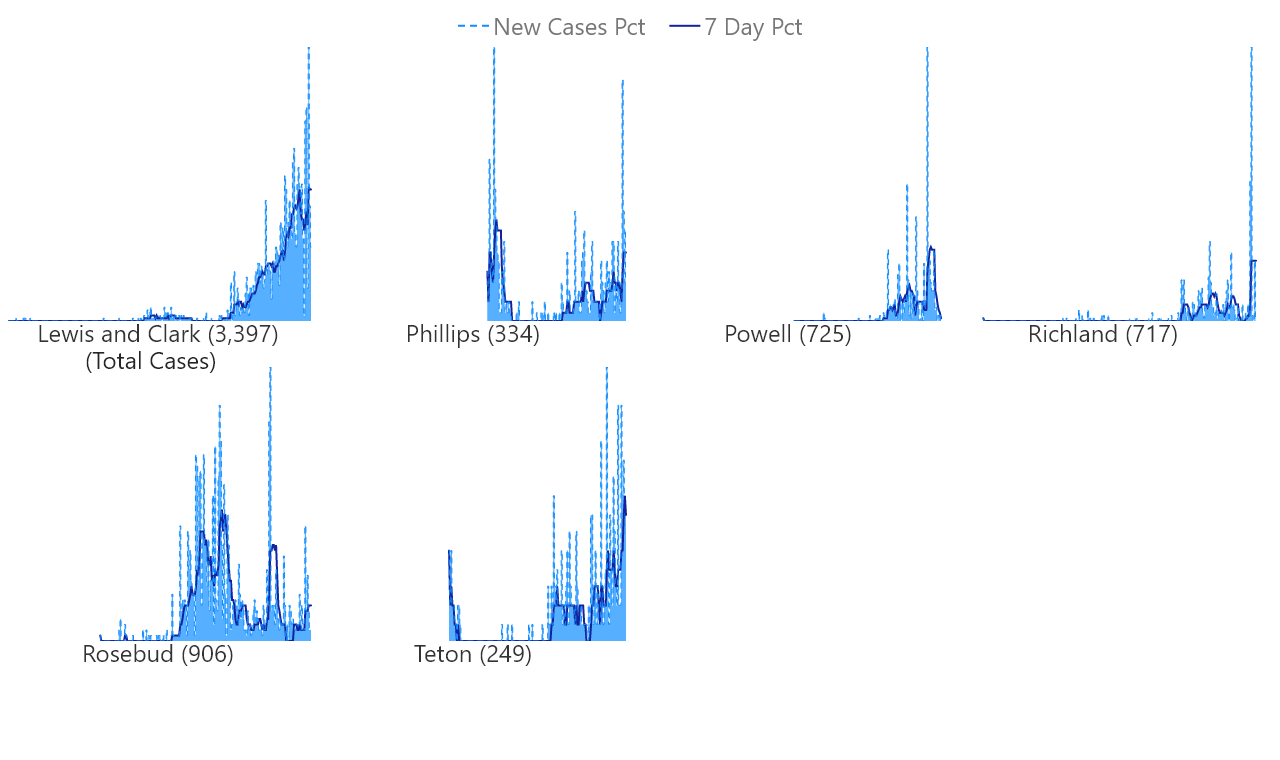 New Cases Pct 7 Day Pct
Lewis and Clark (3,397) Phillips (334) Powell (725) Richland (717)
(Total Cases)
Rosebud (906) Teton (249)